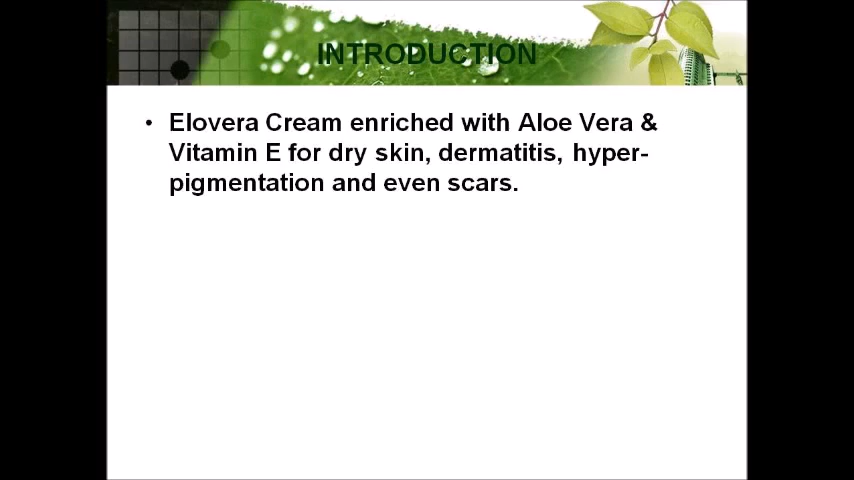 INTRODUCTION
• Elovera Cream enriched with Aloe Vera &
Vitamin E for dry skin, dermatitis, hyper-
pigmentation and even scars.